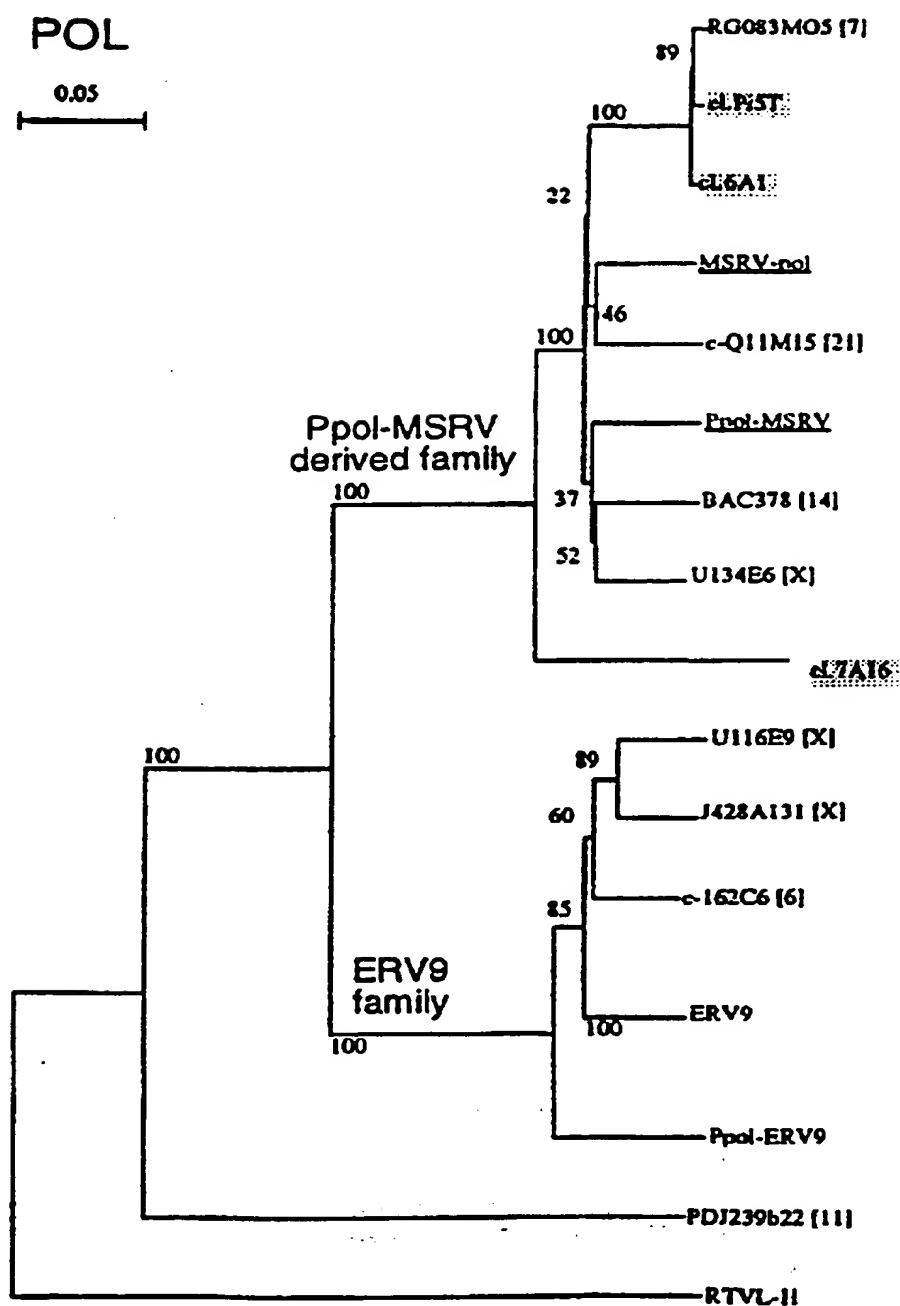 POL
0.05
RG083MO5 [7]
89
cLPi5T
100
cL6A1
22
MSRV-pol
46
c-Q11M15 [21]
100
Ppol-MSRV
derived family
Ppol-MSRV
100
37
BAC378 [14]
52
U134E6 [X]
cL7A16
U116E9 [X]
100
89
J428A131 [X]
60
c-162C6 [6]
85
ERV9
family
ERV9
100
100
Ppol-ERV9
PDJ239b22 [11]
RTVL-H